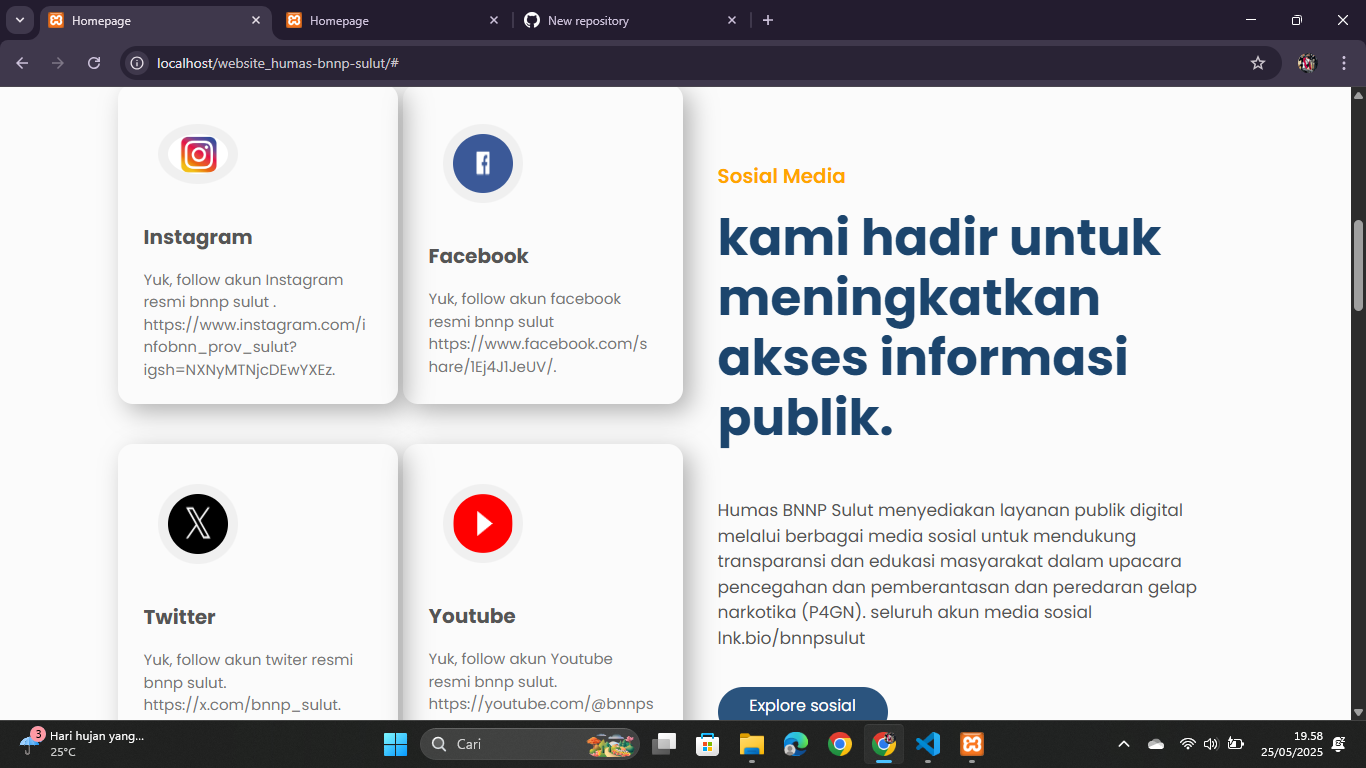 Homepage
Homepage
New repository
localhost/website_humas-bnnp-sulut/#
Instagram
Yuk, follow akun Instagram
resmi bnnp sulut .
https://www.instagram.com/i
nfobnn_prov_sulut?
igsh=NXNyMTNjcDEwYXEz.
Facebook
Yuk, follow akun facebook
resmi bnnp sulut
https://www.facebook.com/s
hare/1Ej4J1JeUV/.
Twitter
Yuk, follow akun twiter resmi
bnnp sulut.
https://x.com/bnnp_sulut.
Youtube
Yuk, follow akun Youtube
resmi bnnp sulut.
https://youtube.com/@bnnps
Sosial Media
kami hadir untuk
meningkatkan
akses informasi
publik.
Humas BNNP Sulut menyediakan layanan publik digital
melalui berbagai media sosial untuk mendukung
transparansi dan edukasi masyarakat dalam upacara
pencegahan dan pemberantasan dan peredaran gelap
narkotika (P4GN). seluruh akun media sosial
lnk.bio/bnnpsulut
Explore sosial
3
Hari hujan yang...
25°C
Cari
19.58
25/05/2025